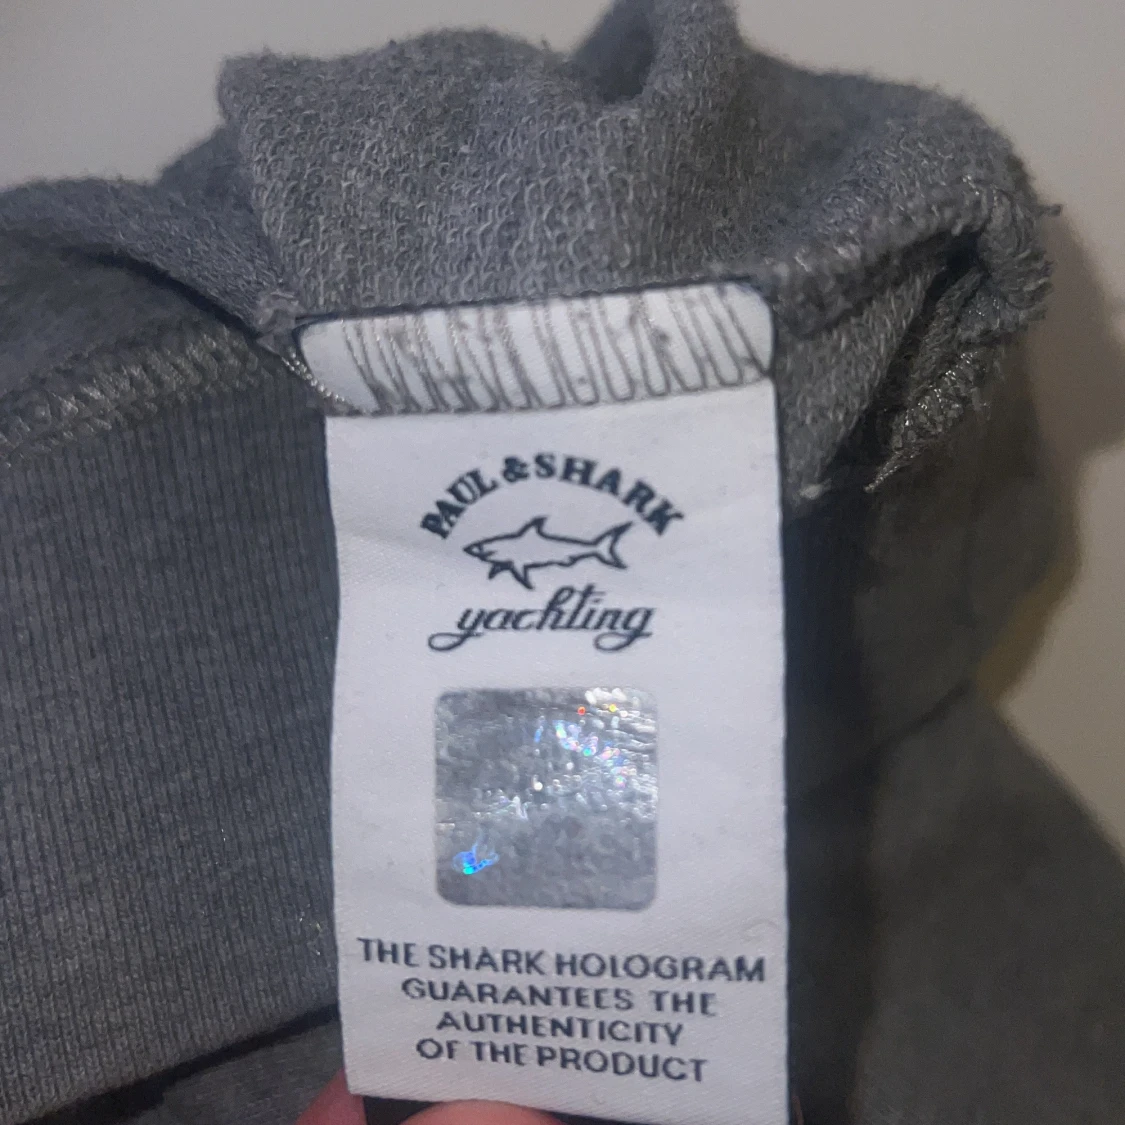 PAUL & SHARK
yachting
THE SHARK HOLOGRAM
GUARANTEES THE
AUTHENTICITY
OF THE PRODUCT